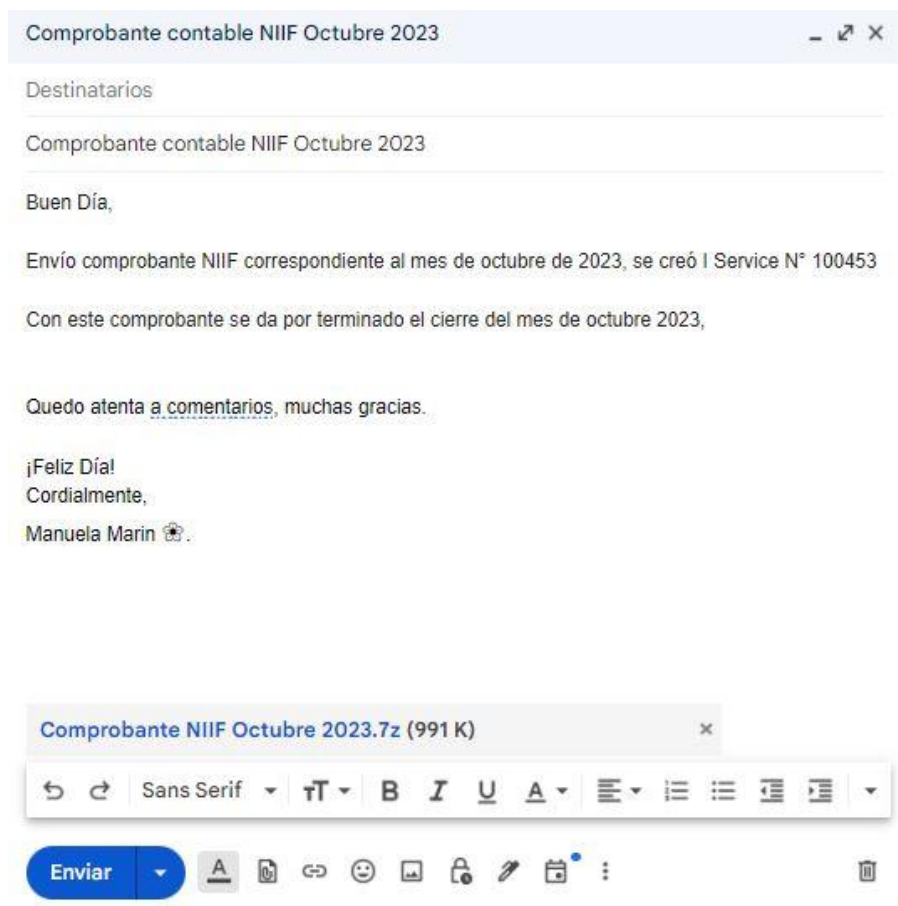 Comprobante contable NIIF Octubre 2023
Destinatarios
Comprobante contable NIIF Octubre 2023
Buen Día,
Envío comprobante NIIF correspondiente al mes de octubre de 2023, se creó I Service N° 100453
Con este comprobante se da por terminado el cierre del mes de octubre 2023,
Quedo atenta a comentarios, muchas gracias.
¡Feliz Día!
Cordialmente,
Manuela Marin ❀.
Comprobante NIIF Octubre 2023.7z (991 K)
Sans Serif
Enviar